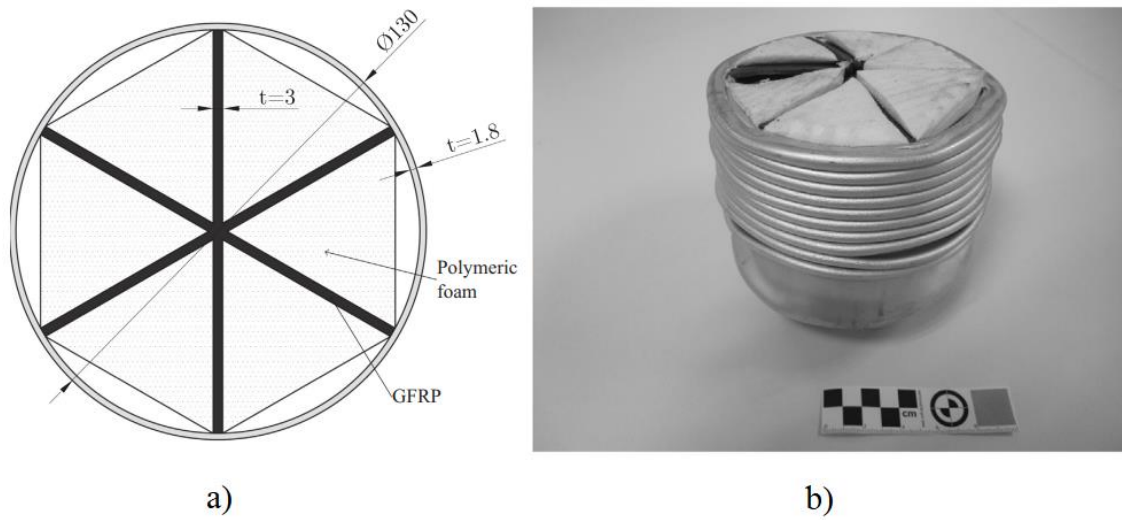 Ø130
t=3
t=1.8
Polymeric
foam
GFRP
cm
a)
b)